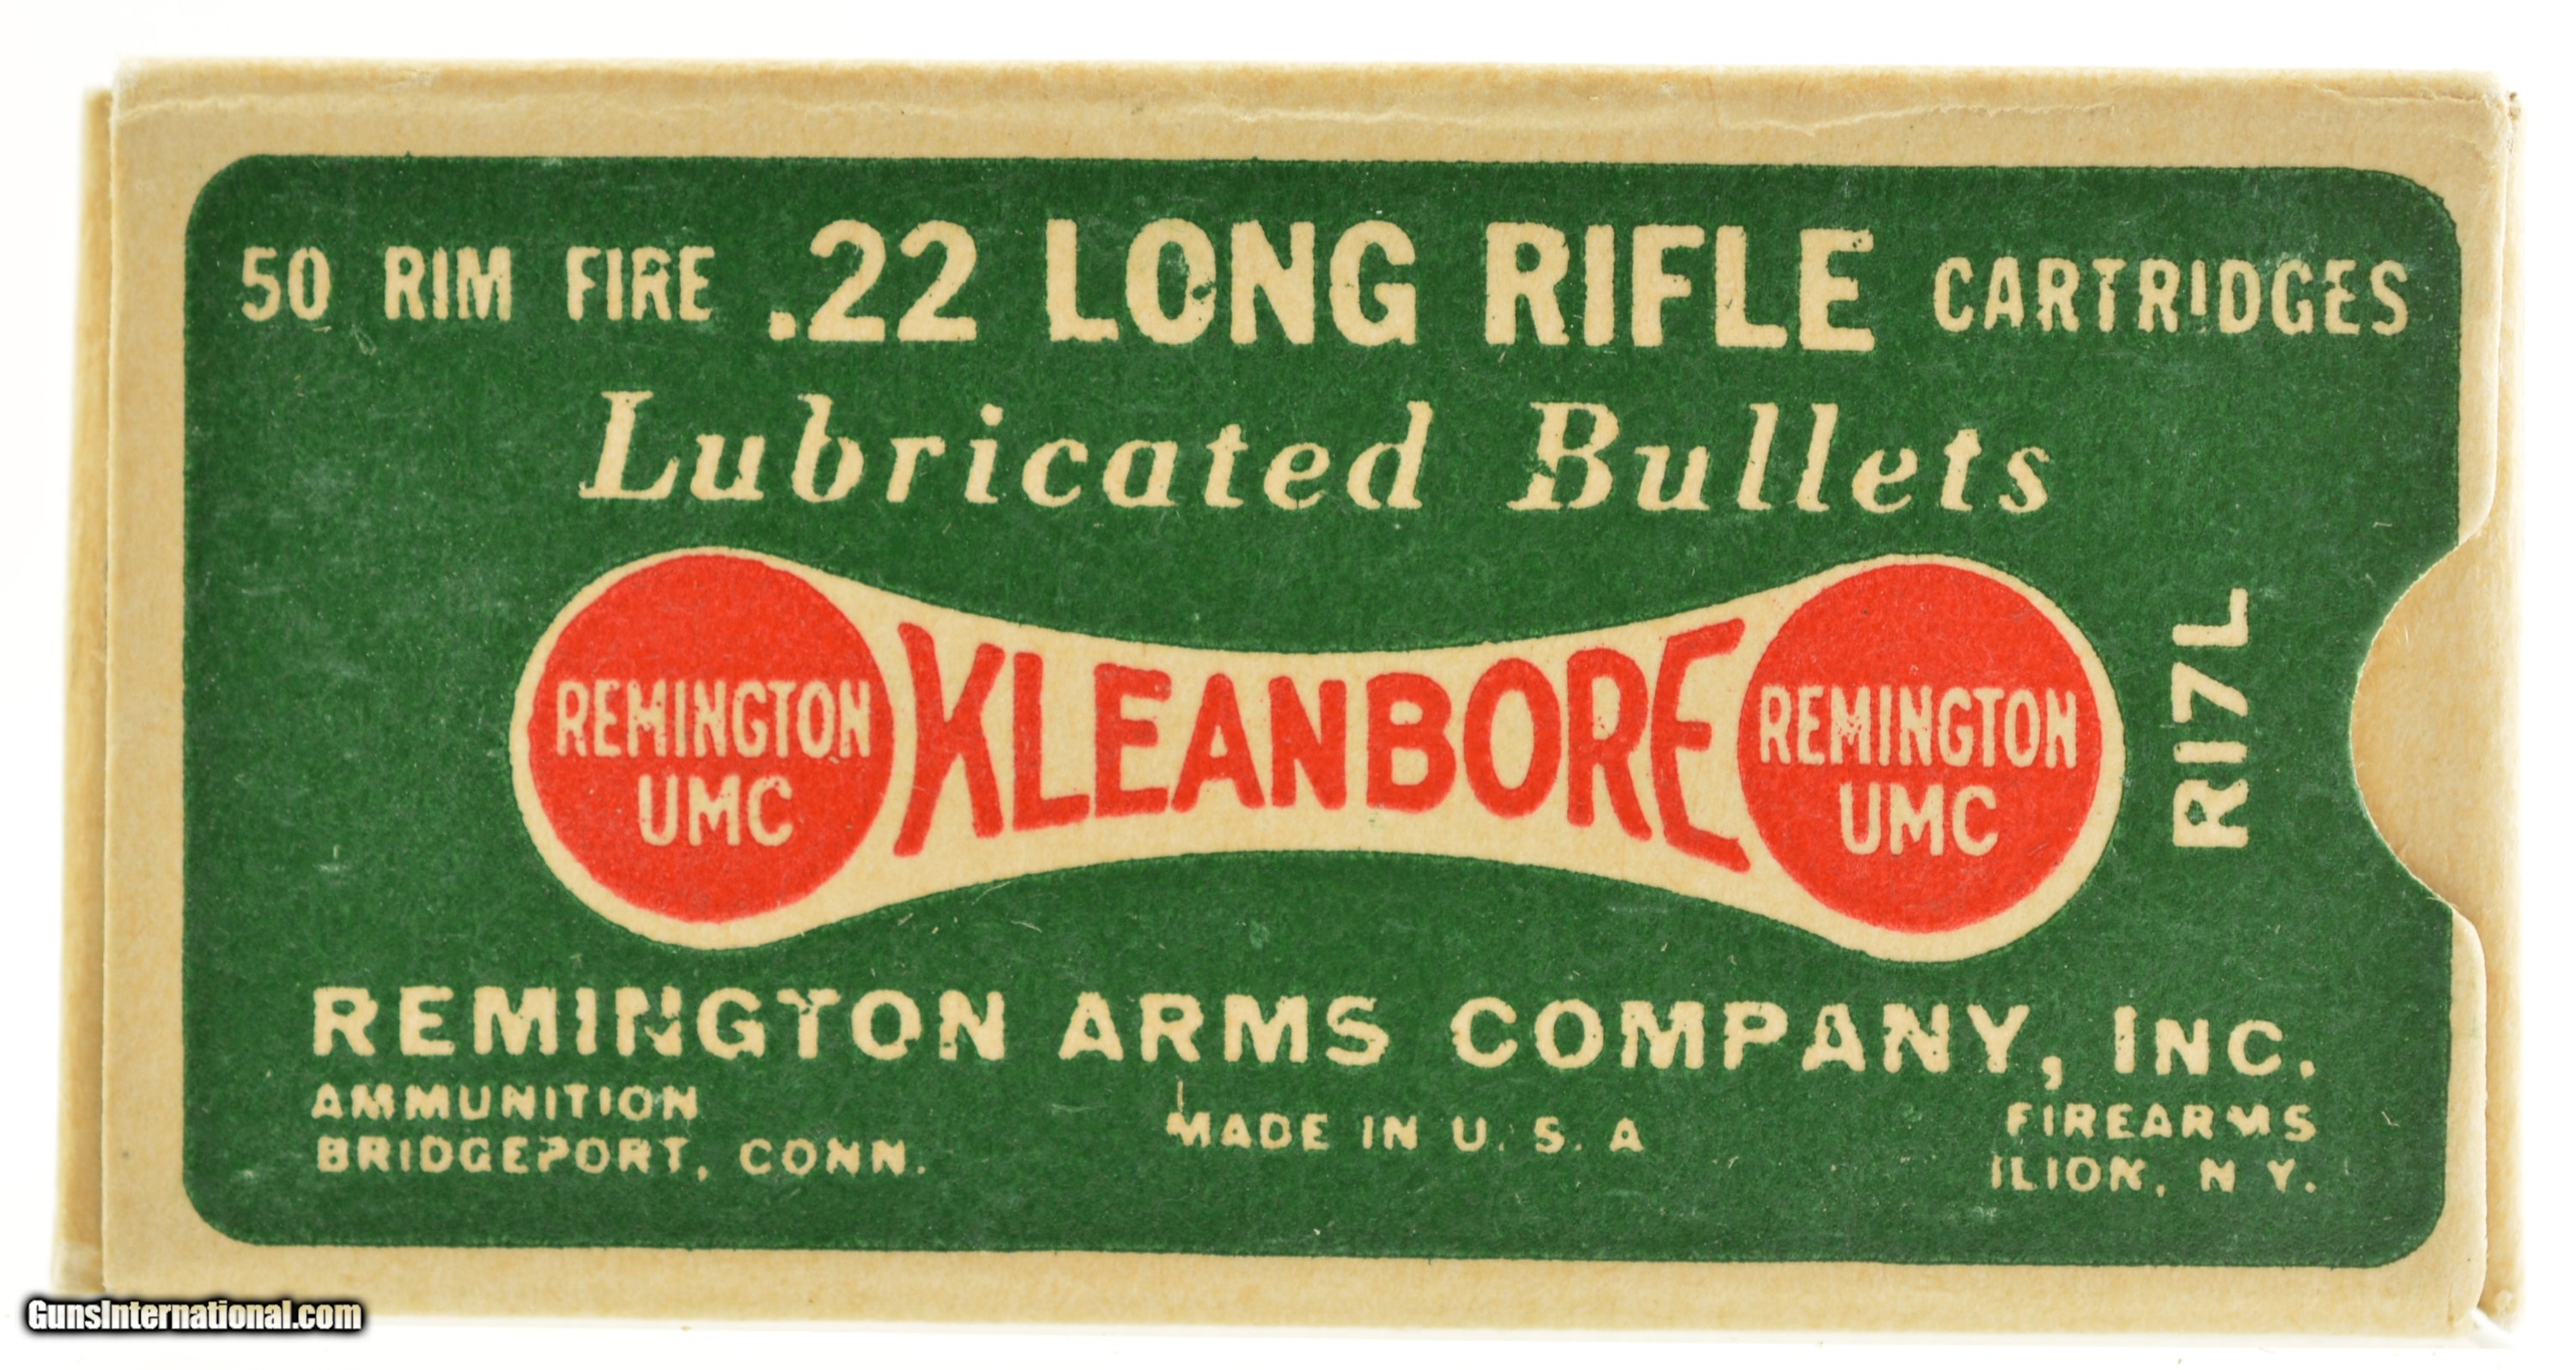 50 RIM FIRE .22 LONG RIFLE CARTRIDGES
Lubricated Bullets
REMINGTON
UMC
KLEANBORE
REMINGTON
UMC
R17L
REMINGTON ARMS COMPANY, INC.
AMMUNITION
BRIDGEPORT, CONN.
MADE IN U. S. A
FIREARMS
ILION, N Y.
GunsInternational.com